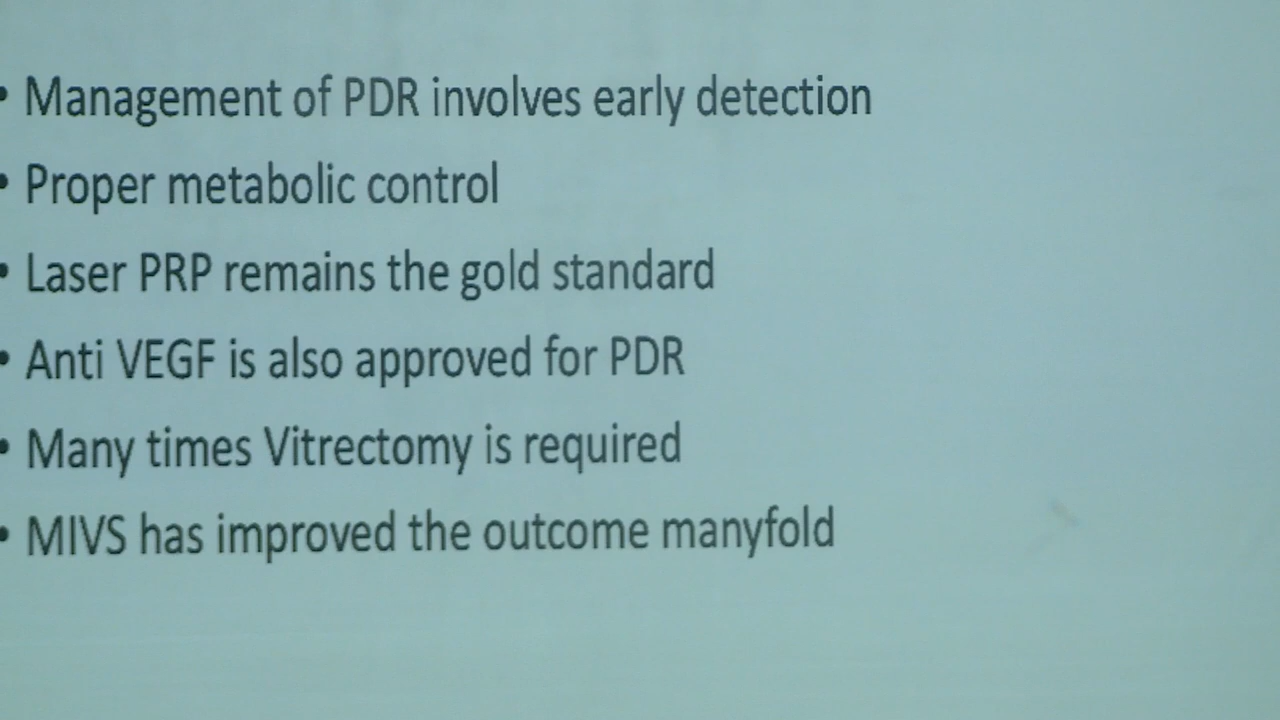 • Management of PDR involves early detection
• Proper metabolic control
• Laser PRP remains the gold standard
• Anti VEGF is also approved for PDR
• Many times Vitrectomy is required
• MIVS has improved the outcome manyfold